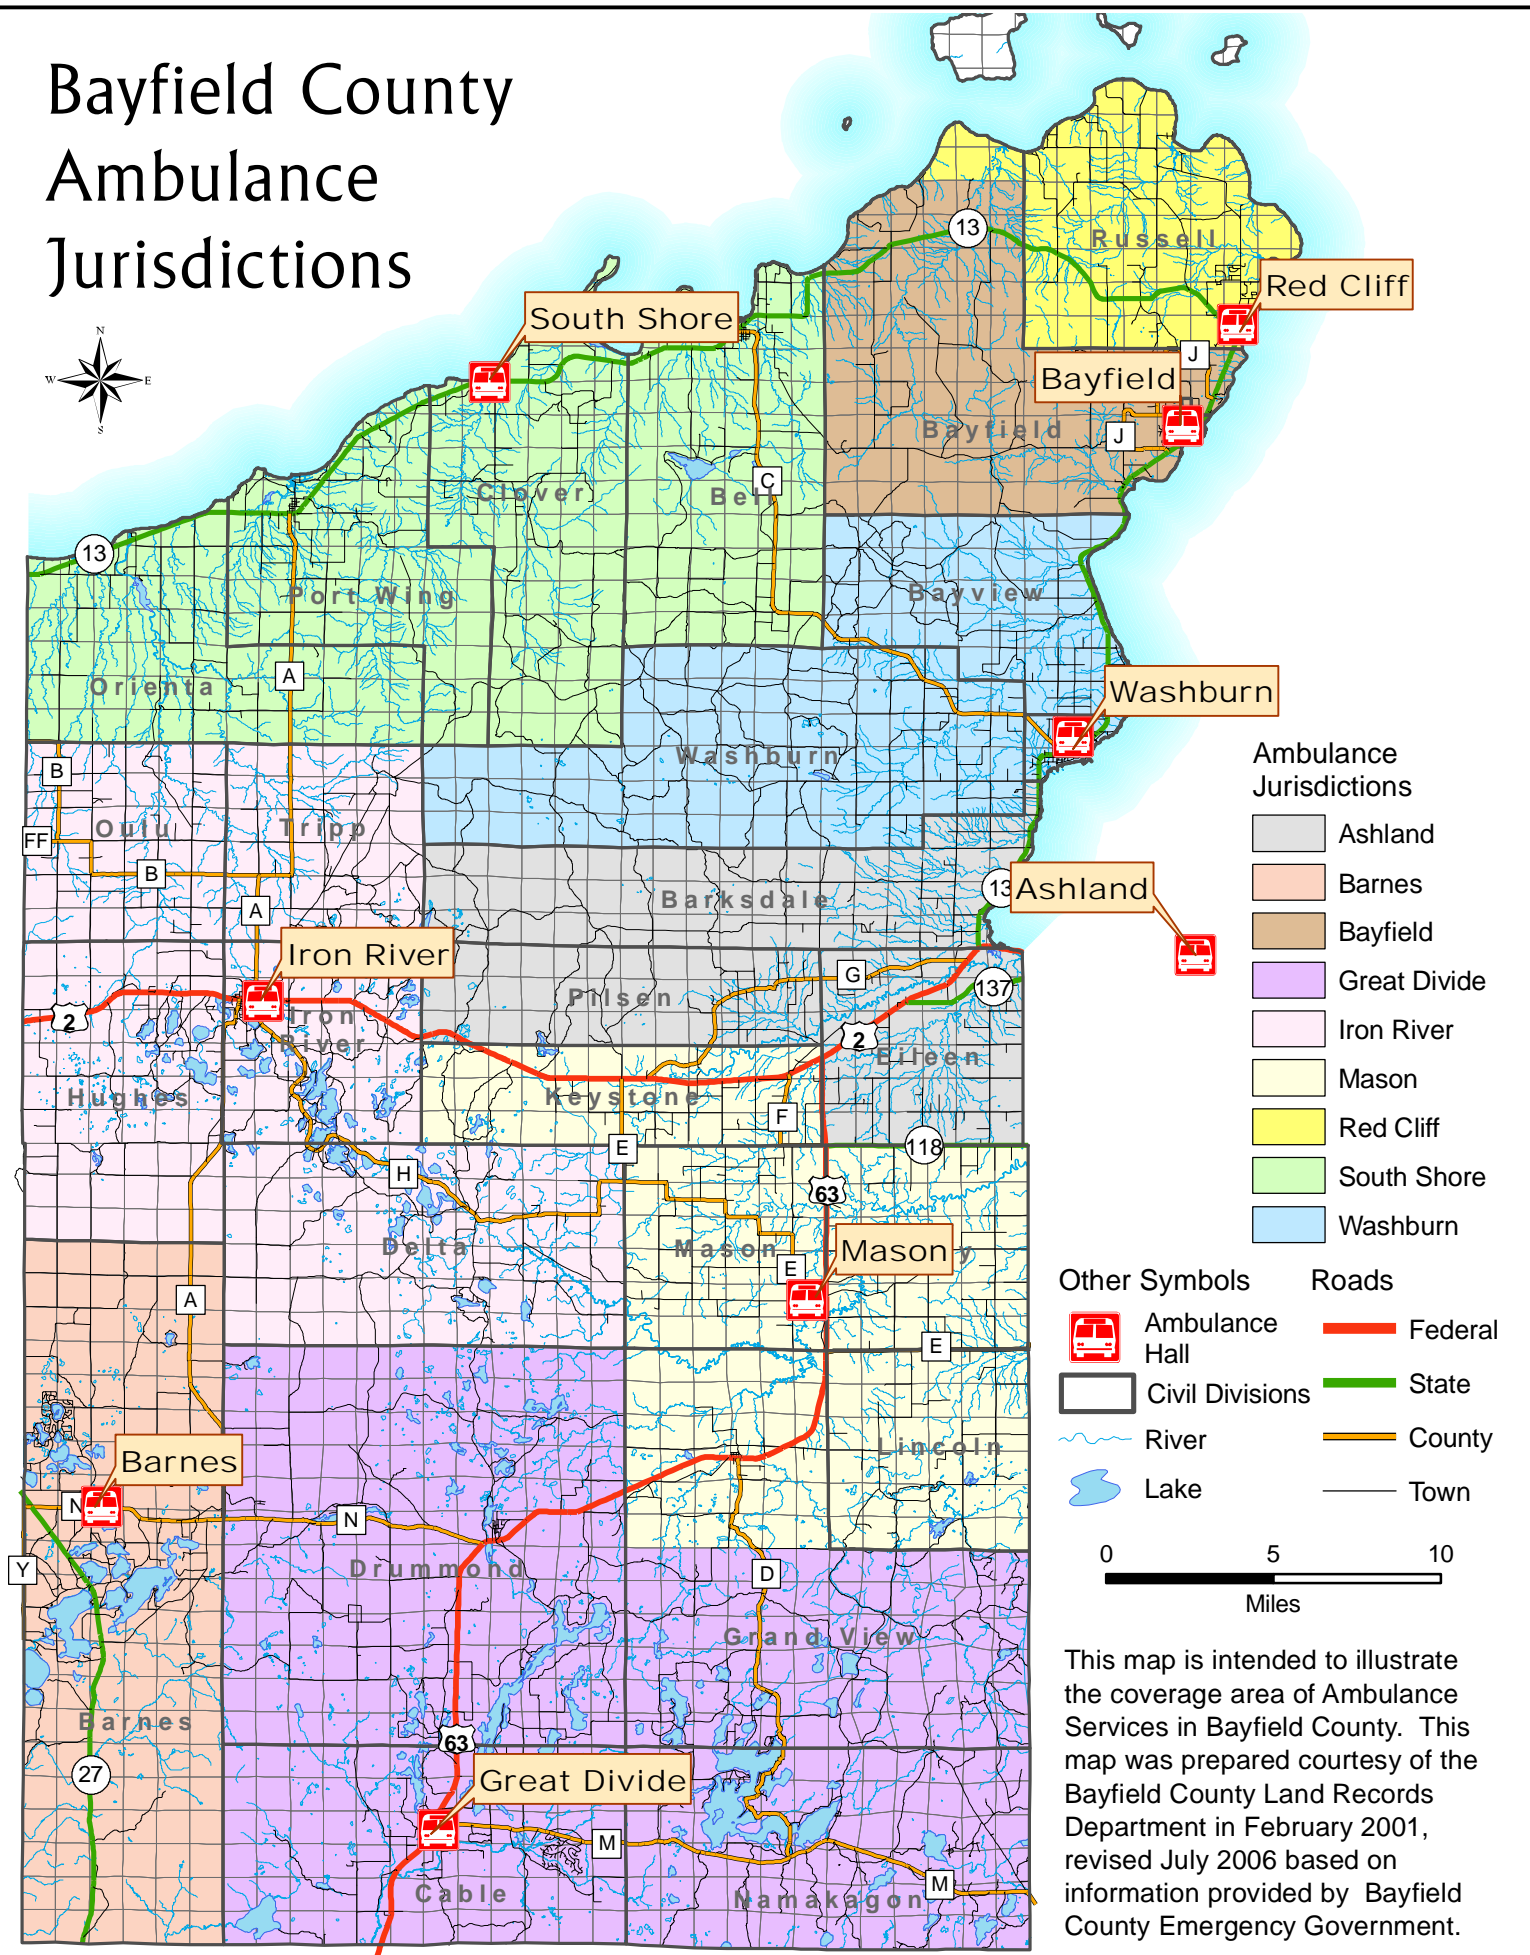 Bayfield County
Ambulance
Jurisdictions
N
W
E
S
13
Russell
Red Cliff
South Shore
J
Bayfield
Bayfield
J
Clover
Bell
C
13
Port Wing
Bayview
A
Orienta
Washburn
Washburn
B
Oulu
Tripp
FF
B
A
Barksdale
13
Ashland
Iron River
G
Pilsen
137
2
Iron
River
2
Eileen
Hughes
Keystone
F
E
118
H
63
Delta
Mason
Mason
y
E
A
E
Lincoln
Barnes
N
N
Y
Drummond
D
Grand View
Barnes
63
27
Great Divide
M
M
Cable
Namakagon
Ambulance
Jurisdictions
Ashland
Barnes
Bayfield
Great Divide
Iron River
Mason
Red Cliff
South Shore
Washburn
Other Symbols
Roads
Ambulance
Hall
Federal
Civil Divisions
State
River
County
Lake
Town
0 5 10
Miles
This map is intended to illustrate
the coverage area of Ambulance
Services in Bayfield County. This
map was prepared courtesy of the
Bayfield County Land Records
Department in February 2001,
revised July 2006 based on
information provided by Bayfield
County Emergency Government.